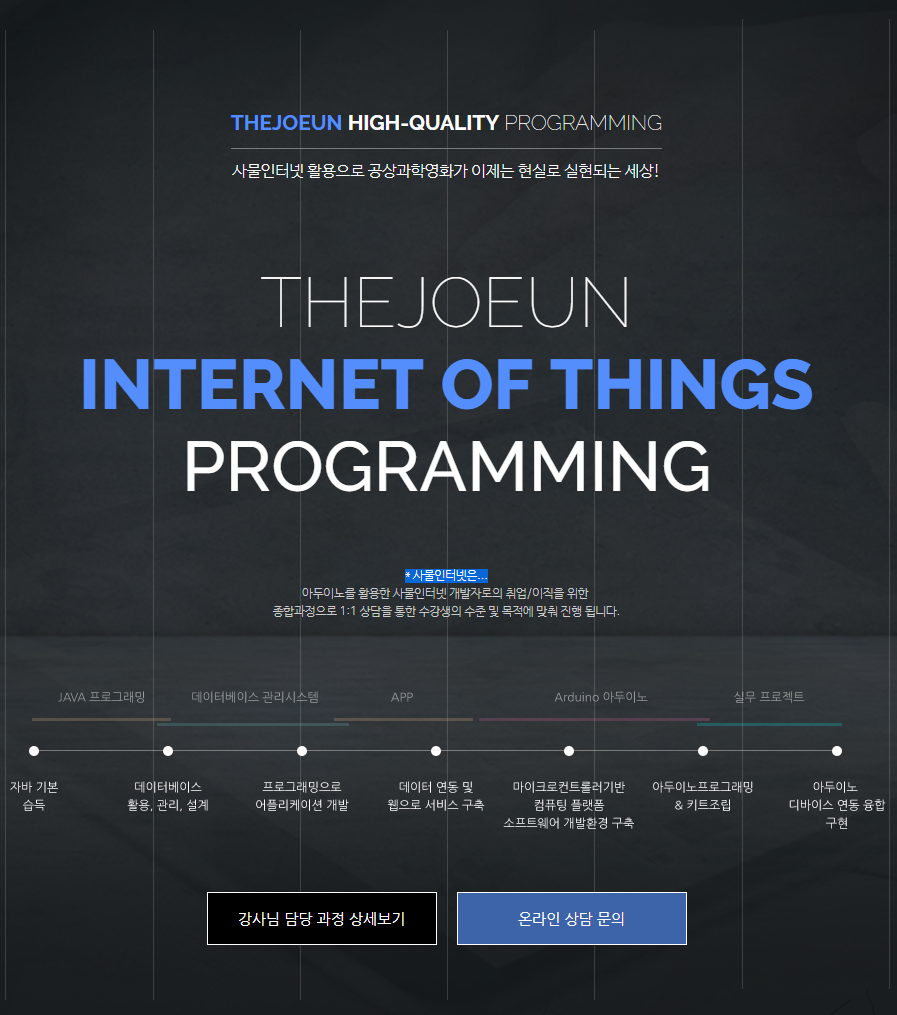 THEJOEUN HIGH-QUALITY PROGRAMMING
사물인터넷 활용으로 공상과학영화가 이제는 현실로 실현되는 세상!
THEJOEUN
INTERNET OF THINGS
PROGRAMMING
* 사물인터넷은...
아두이노를 활용한 사물인터넷 개발자로의 취업/이직을 위한
종합과정으로 1:1 상담을 통한 수강생의 수준 및 목적에 맞춰 진행 됩니다.
JAVA 프로그래밍
데이터베이스 관리시스템
APP
Arduino 아두이노
실무 프로젝트
자바 기본
습득
데이터베이스
활용, 관리, 설계
프로그래밍으로
어플리케이션 개발
데이터 연동 및
웹으로 서비스 구축
마이크로컨트롤러기반
컴퓨팅 플랫폼
소프트웨어 개발환경 구축
아두이노프로그래밍
& 키트조립
아두이노
디바이스 연동 융합
구현
강사님 담당 과정 상세보기
온라인 상담 문의